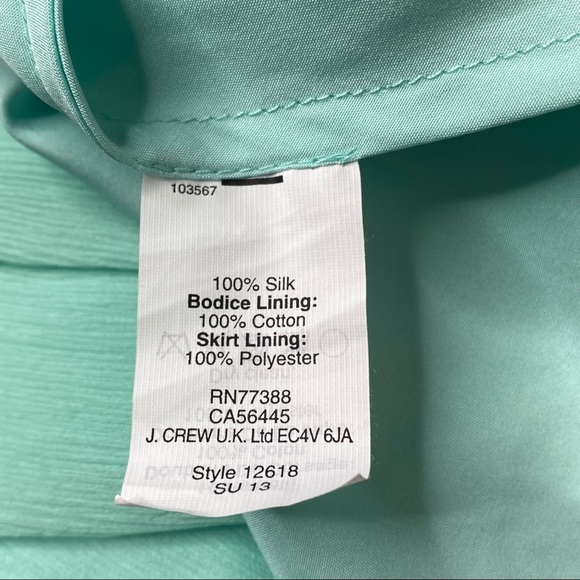 103567
100% Silk
Bodice Lining:
100% Cotton
Skirt Lining:
100% Polyester
RN77388
CA56445
J. CREW U.K. Ltd EC4V 6JA
Style 12618
SU 13